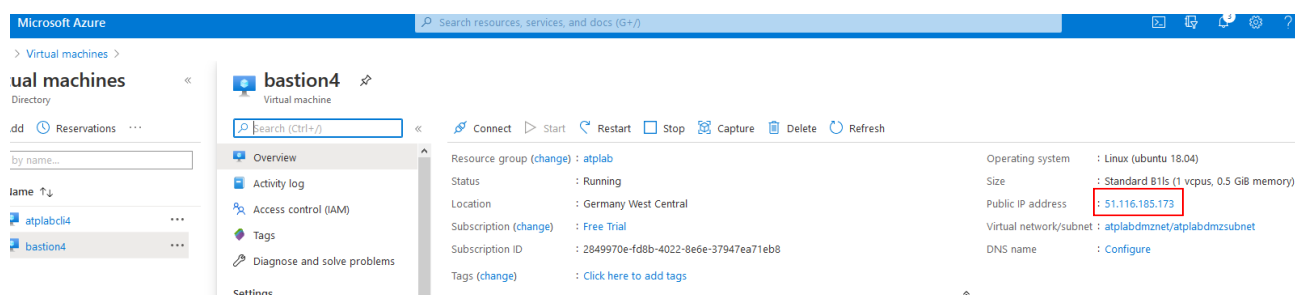 Microsoft Azure
Search resources, services, and docs (G+/)
3
?
> Virtual machines >
ual machines
«
Directory
dd Reservations ...
by name...
Name ↑↓
atplabcli4 ...
bastion4 ...
bastion4
Virtual machine
Search (Ctrl+/)
«
Overview
Activity log
Access control (IAM)
Tags
Diagnose and solve problems
Settings
Connect Start Restart Stop Capture Delete Refresh
Resource group (change) : atplab
Status : Running
Location : Germany West Central
Subscription (change) : Free Trial
Subscription ID : 2849970e-fd8b-4022-8e6e-37947ea71eb8
Tags (change) : Click here to add tags
Operating system : Linux (ubuntu 18.04)
Size : Standard B1ls (1 vcpus, 0.5 GiB memory)
Public IP address : 51.116.185.173
Virtual network/subnet : atplabdmznet/atplabdmzsubnet
DNS name : Configure